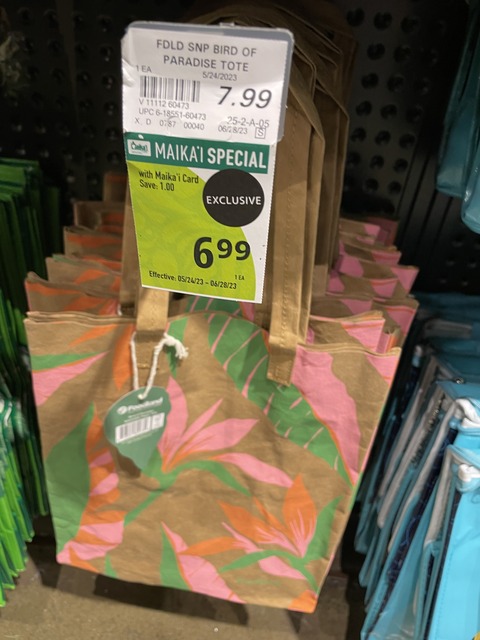 FDLD SNP BIRD OF
PARADISE TOTE
1 EA
5/24/2023
7.99
V 11112 60473
UPC 6-18551-60473
25-2-A-05
X, D 0787 00040 06/28/23 S
Maika'i
MAIKA'I SPECIAL
with Maika'i Card
Save: 1.00
EXCLUSIVE
6.99
1 EA
Effective: 05/24/23 - 06/28/23
Foodland